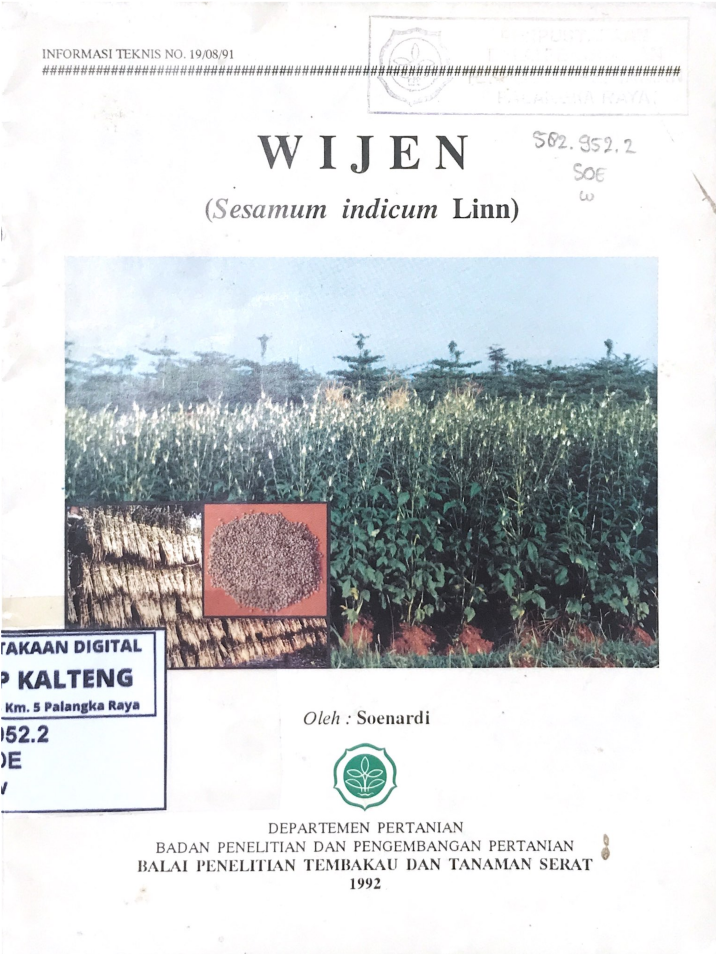 INFORMASI TEKNIS NO. 19/08/91
################################################################################
WIJEN
(Sesamum indicum Linn)
582.952.2
SOE
w
TAKAAN DIGITAL
P KALTENG
Km. 5 Palangka Raya
952.2
OE
w
Oleh : Soenardi
DEPARTEMEN PERTANIAN
BADAN PENELITIAN DAN PENGEMBANGAN PERTANIAN
BALAI PENELITIAN TEMBAKAU DAN TANAMAN SERAT
1992